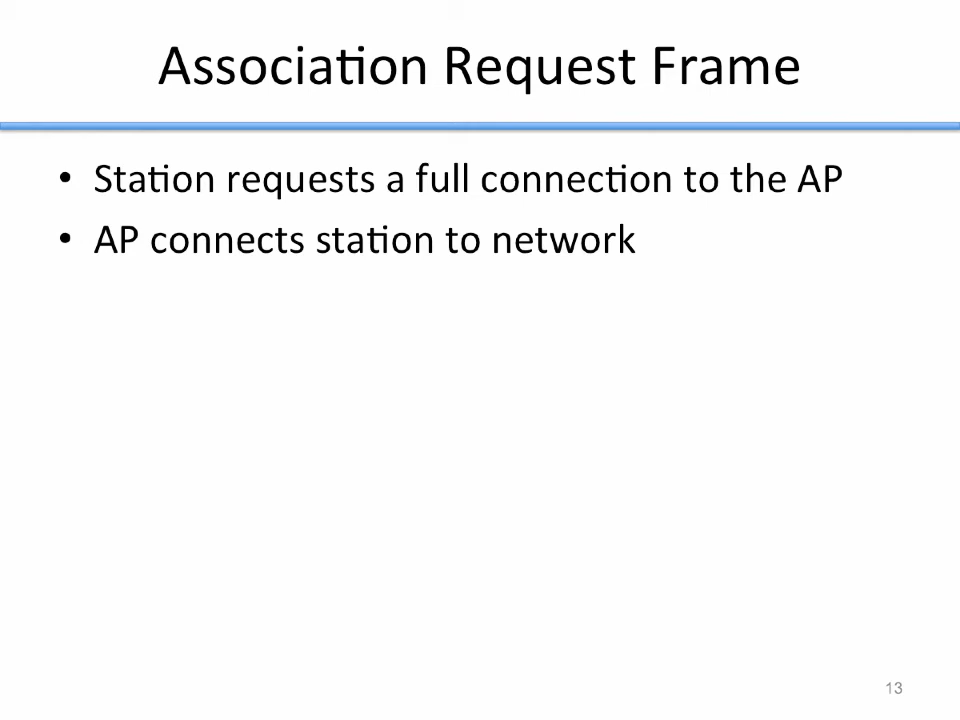 Association Request Frame
• Station requests a full connection to the AP
• AP connects station to network
13